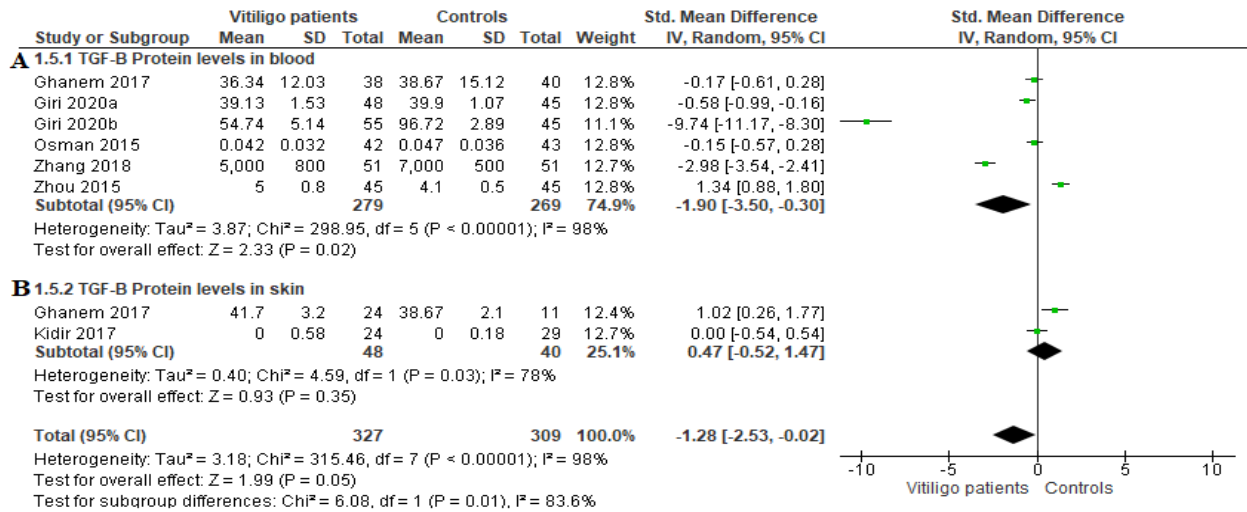 Vitiligo patients Controls Std. Mean Difference Std. Mean Difference
Study or Subgroup Mean SD Total Mean SD Total Weight IV, Random, 95% CI IV, Random, 95% CI
A 1.5.1 TGF-B Protein levels in blood
Ghanem 2017 36.34 12.03 38 38.67 15.12 40 12.8% -0.17 [-0.61, 0.28]
Giri 2020a 39.13 1.53 48 39.9 1.07 45 12.8% -0.58 [-0.99, -0.16]
Giri 2020b 54.74 5.14 55 96.72 2.89 45 11.1% -9.74 [-11.17, -8.30]
Osman 2015 0.042 0.032 42 0.047 0.036 43 12.8% -0.15 [-0.57, 0.28]
Zhang 2018 5,000 800 51 7,000 500 51 12.7% -2.98 [-3.54, -2.41]
Zhou 2015 5 0.8 45 4.1 0.5 45 12.8% 1.34 [0.88, 1.80]
Subtotal (95% CI) 279 269 74.9% -1.90 [-3.50, -0.30]
Heterogeneity: Tau² = 3.87; Chi² = 298.95, df = 5 (P < 0.00001); I² = 98%
Test for overall effect: Z = 2.33 (P = 0.02)
B 1.5.2 TGF-B Protein levels in skin
Ghanem 2017 41.7 3.2 24 38.67 2.1 11 12.4% 1.02 [0.26, 1.77]
Kidir 2017 0 0.58 24 0 0.18 29 12.7% 0.00 [-0.54, 0.54]
Subtotal (95% CI) 48 40 25.1% 0.47 [-0.52, 1.47]
Heterogeneity: Tau² = 0.40; Chi² = 4.59, df = 1 (P = 0.03); I² = 78%
Test for overall effect: Z = 0.93 (P = 0.35)
Total (95% CI) 327 309 100.0% -1.28 [-2.53, -0.02]
Heterogeneity: Tau² = 3.18; Chi² = 315.46, df = 7 (P < 0.00001); I² = 98%
Test for overall effect: Z = 1.99 (P = 0.05)
Test for subgroup differences: Chi² = 6.08, df = 1 (P = 0.01), I² = 83.6%
-10 -5 0 5 10
Vitiligo patients Controls